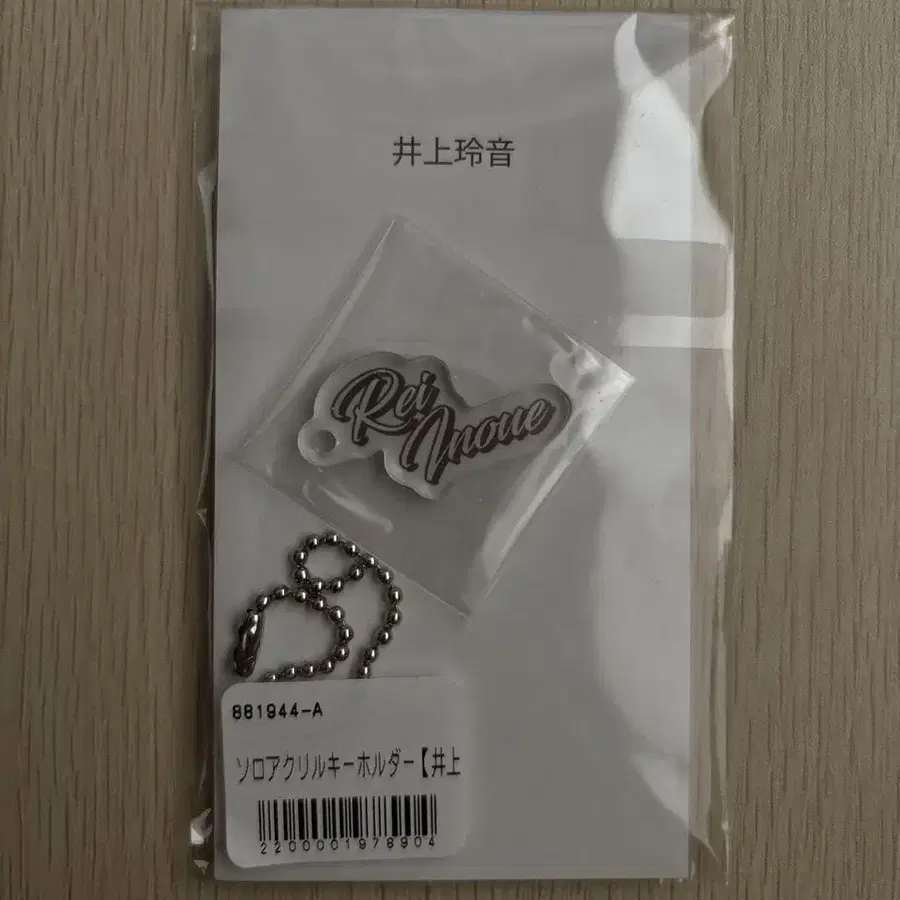 井上玲音
Rei
Inoue
881944-A
ソロアクリルキーホルダー【井上
2200001978904